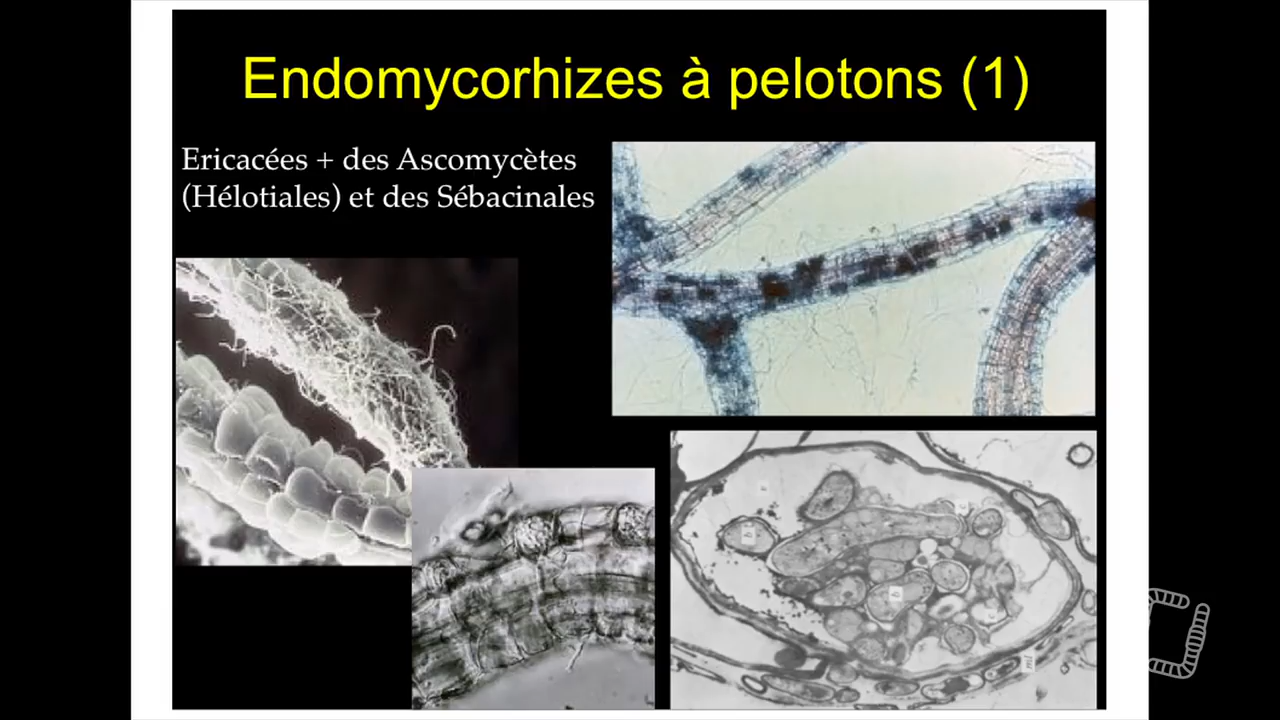 Endomycorhizes à pelotons (1)
Ericacées + des Ascomycètes
(Hélotiales) et des Sébacinales